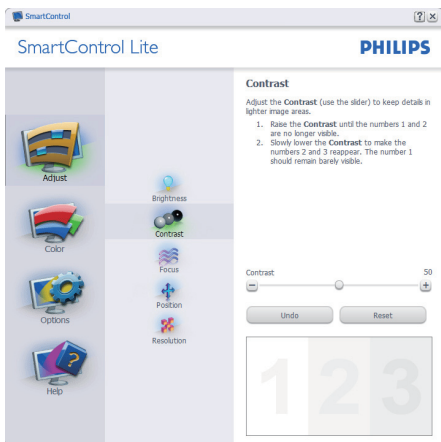 SmartControl
SmartControl Lite
PHILIPS
Adjust
Color
Options
Help
Brightness
Contrast
Focus
Position
Resolution
Contrast
Adjust the Contrast (use the slider) to keep details in
lighter image areas.
1. Raise the Contrast until the numbers 1 and 2
are no longer visible.
2. Slowly lower the Contrast to make the
numbers 2 and 3 reappear. The number 1
should remain barely visible.
Contrast 50
Undo Reset
1 2 3